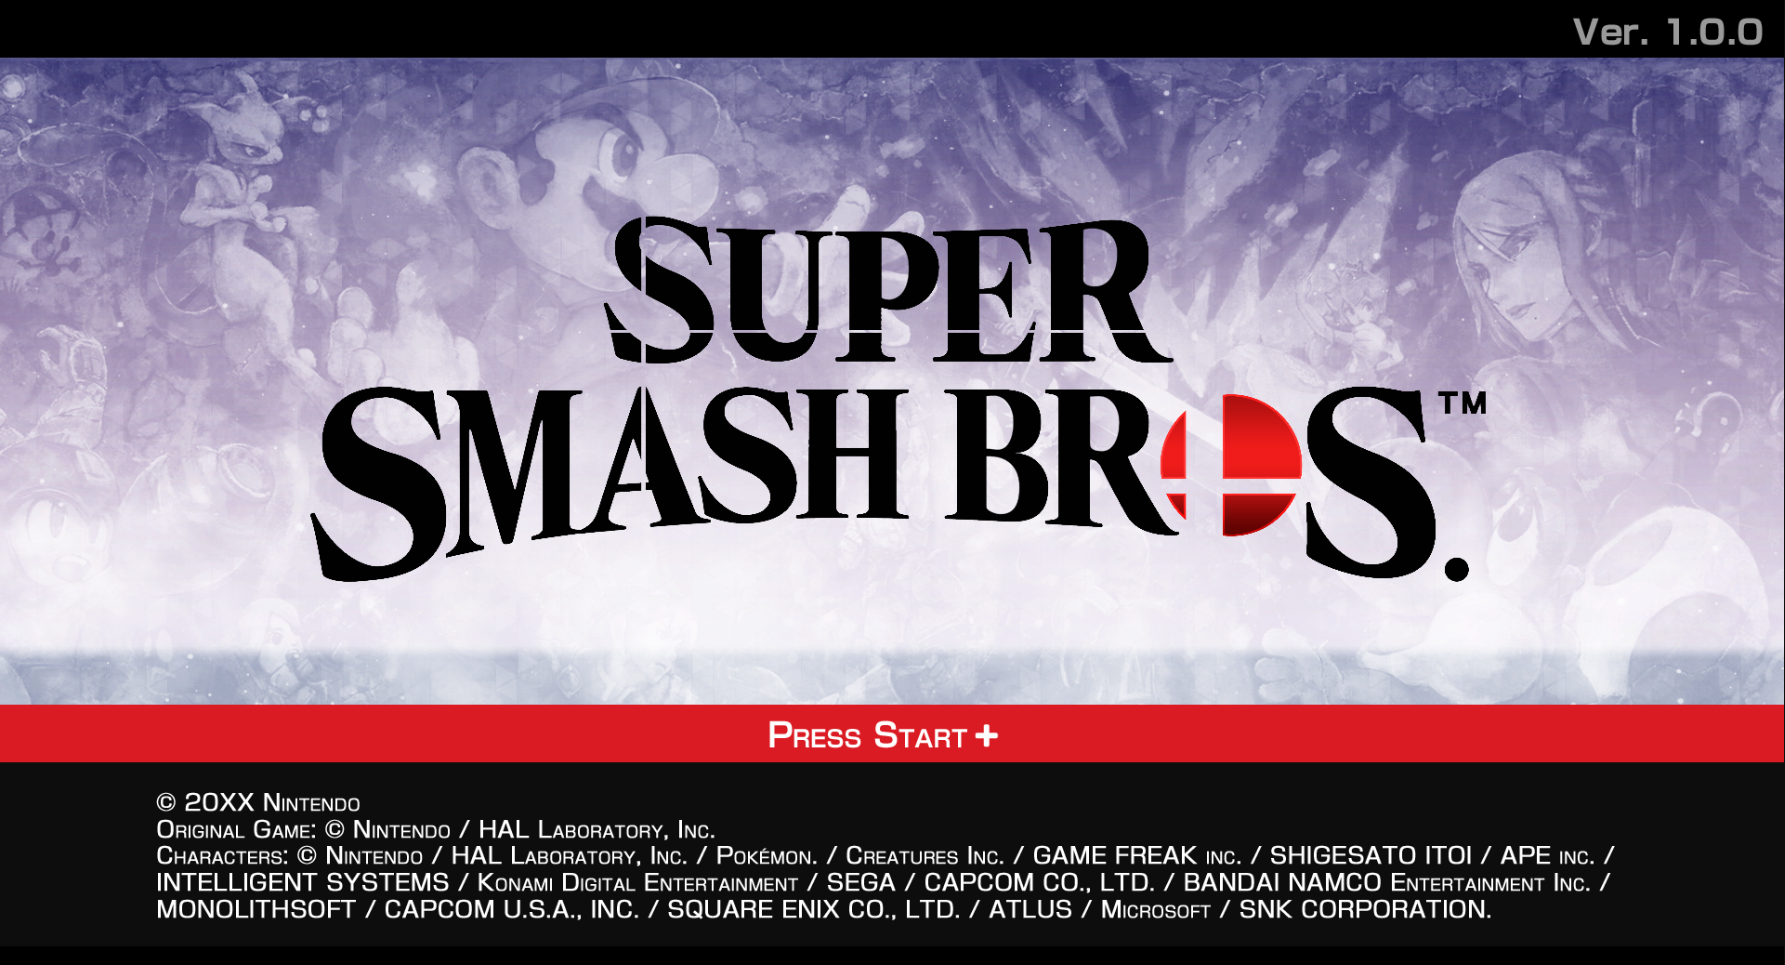 Ver. 1.0.0
SUPER
SMASH BROS.™
PRESS START+
© 20XX NINTENDO
ORIGINAL GAME: © NINTENDO / HAL LABORATORY, INC.
CHARACTERS: © NINTENDO / HAL LABORATORY, INC. / POKÉMON. / CREATURES INC. / GAME FREAK INC. / SHIGESATO ITOI / APE INC. /
INTELLIGENT SYSTEMS / KONAMI DIGITAL ENTERTAINMENT / SEGA / CAPCOM CO., LTD. / BANDAI NAMCO ENTERTAINMENT INC. /
MONOLITHSOFT / CAPCOM U.S.A., INC. / SQUARE ENIX CO., LTD. / ATLUS / MICROSOFT / SNK CORPORATION.